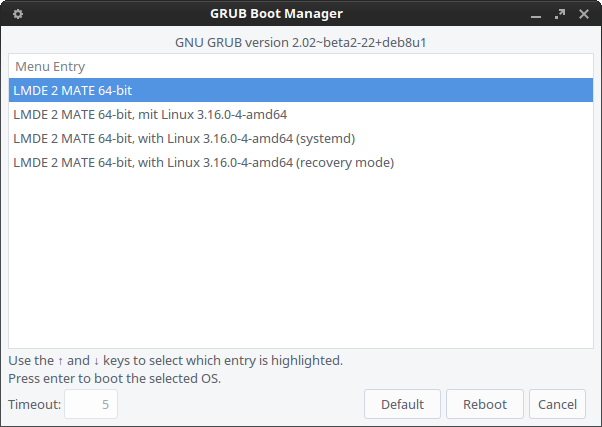 GRUB Boot Manager
GNU GRUB version 2.02~beta2-22+deb8u1
Menu Entry
LMDE 2 MATE 64-bit
LMDE 2 MATE 64-bit, mit Linux 3.16.0-4-amd64
LMDE 2 MATE 64-bit, with Linux 3.16.0-4-amd64 (systemd)
LMDE 2 MATE 64-bit, with Linux 3.16.0-4-amd64 (recovery mode)
Use the ↑ and ↓ keys to select which entry is highlighted.
Press enter to boot the selected OS.
Timeout: 5 Default Reboot Cancel